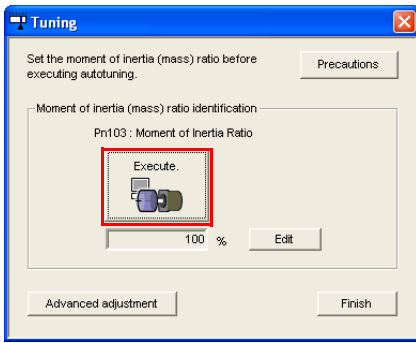 Tuning
Set the moment of inertia (mass) ratio before
executing autotuning.
Precautions
Moment of inertia (mass) ratio identification
Pn103 : Moment of Inertia Ratio
Execute.
100 %
Edit
Advanced adjustment
Finish